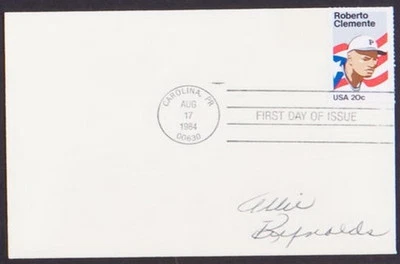 Roberto
Clemente
USA 20c
CAROLINA, PR
AUG
17
1984
00630
FIRST DAY OF ISSUE
Allie
Reynolds